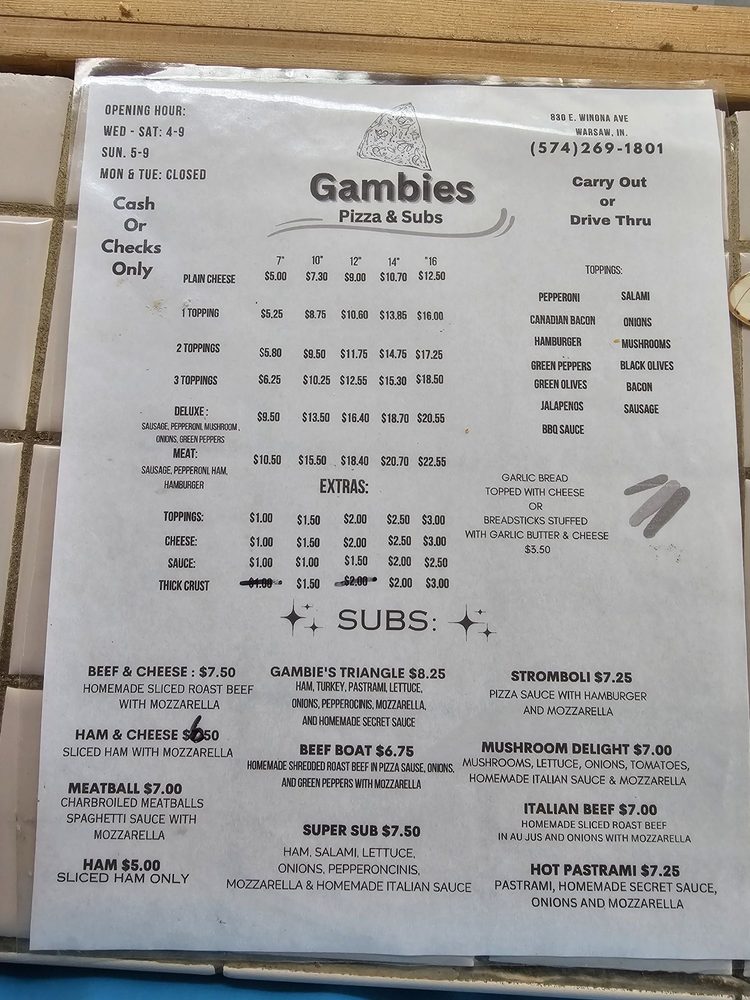 OPENING HOUR:
WED - SAT: 4-9
SUN. 5-9
MON & TUE: CLOSED
Cash
Or
Checks
Only
Gambies
Pizza & Subs
830 E. WINONA AVE
WARSAW, IN.
(574)269-1801
Carry Out
or
Drive Thru
7" 10" 12" 14" "16
PLAIN CHEESE $5.00 $7.30 $9.00 $10.70 $12.50
1 TOPPING $5.25 $8.75 $10.60 $13.85 $16.00
2 TOPPINGS $5.80 $9.50 $11.75 $14.75 $17.25
3 TOPPINGS $6.25 $10.25 $12.55 $15.30 $18.50
DELUXE : $9.50 $13.50 $16.40 $18.70 $20.55
SAUSAGE, PEPPERONI, MUSHROOM,
ONIONS, GREEN PEPPERS
MEAT: $10.50 $15.50 $18.40 $20.70 $22.55
SAUSAGE, PEPPERONI, HAM,
HAMBURGER
EXTRAS:
TOPPINGS: $1.00 $1.50 $2.00 $2.50 $3.00
CHEESE: $1.00 $1.50 $2.00 $2.50 $3.00
SAUCE: $1.00 $1.00 $1.50 $2.00 $2.50
THICK CRUST $1.00 $1.50 $2.00 $2.00 $3.00
TOPPINGS:
PEPPERONI SALAMI
CANADIAN BACON ONIONS
HAMBURGER MUSHROOMS
GREEN PEPPERS BLACK OLIVES
GREEN OLIVES BACON
JALAPENOS SAUSAGE
BBQ SAUCE
GARLIC BREAD
TOPPED WITH CHEESE
OR
BREADSTICKS STUFFED
WITH GARLIC BUTTER & CHEESE
$3.50
SUBS:
BEEF & CHEESE : $7.50
HOMEMADE SLICED ROAST BEEF
WITH MOZZARELLA
HAM & CHEESE $6.50
SLICED HAM WITH MOZZARELLA
MEATBALL $7.00
CHARBROILED MEATBALLS
SPAGHETTI SAUCE WITH
MOZZARELLA
HAM $5.00
SLICED HAM ONLY
GAMBIE'S TRIANGLE $8.25
HAM, TURKEY, PASTRAMI, LETTUCE,
ONIONS, PEPPEROCINIS, MOZZARELLA,
AND HOMEMADE SECRET SAUCE
BEEF BOAT $6.75
HOMEMADE SHREDDED ROAST BEEF IN PIZZA SAUSE, ONIONS,
AND GREEN PEPPERS WITH MOZZARELLA
SUPER SUB $7.50
HAM, SALAMI, LETTUCE,
ONIONS, PEPPERONCINIS,
MOZZARELLA & HOMEMADE ITALIAN SAUCE
STROMBOLI $7.25
PIZZA SAUCE WITH HAMBURGER
AND MOZZARELLA
MUSHROOM DELIGHT $7.00
MUSHROOMS, LETTUCE, ONIONS, TOMATOES,
HOMEMADE ITALIAN SAUCE & MOZZARELLA
ITALIAN BEEF $7.00
HOMEMADE SLICED ROAST BEEF
IN AU JUS AND ONIONS WITH MOZZARELLA
HOT PASTRAMI $7.25
PASTRAMI, HOMEMADE SECRET SAUCE,
ONIONS AND MOZZARELLA